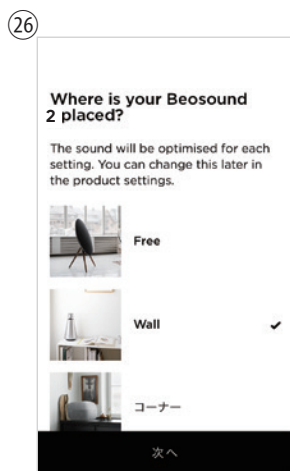 ㉖
Where is your Beosound
2 placed?
The sound will be optimised for each
setting. You can change this later in
the product settings.
Free
Wall
コーナー
次へ